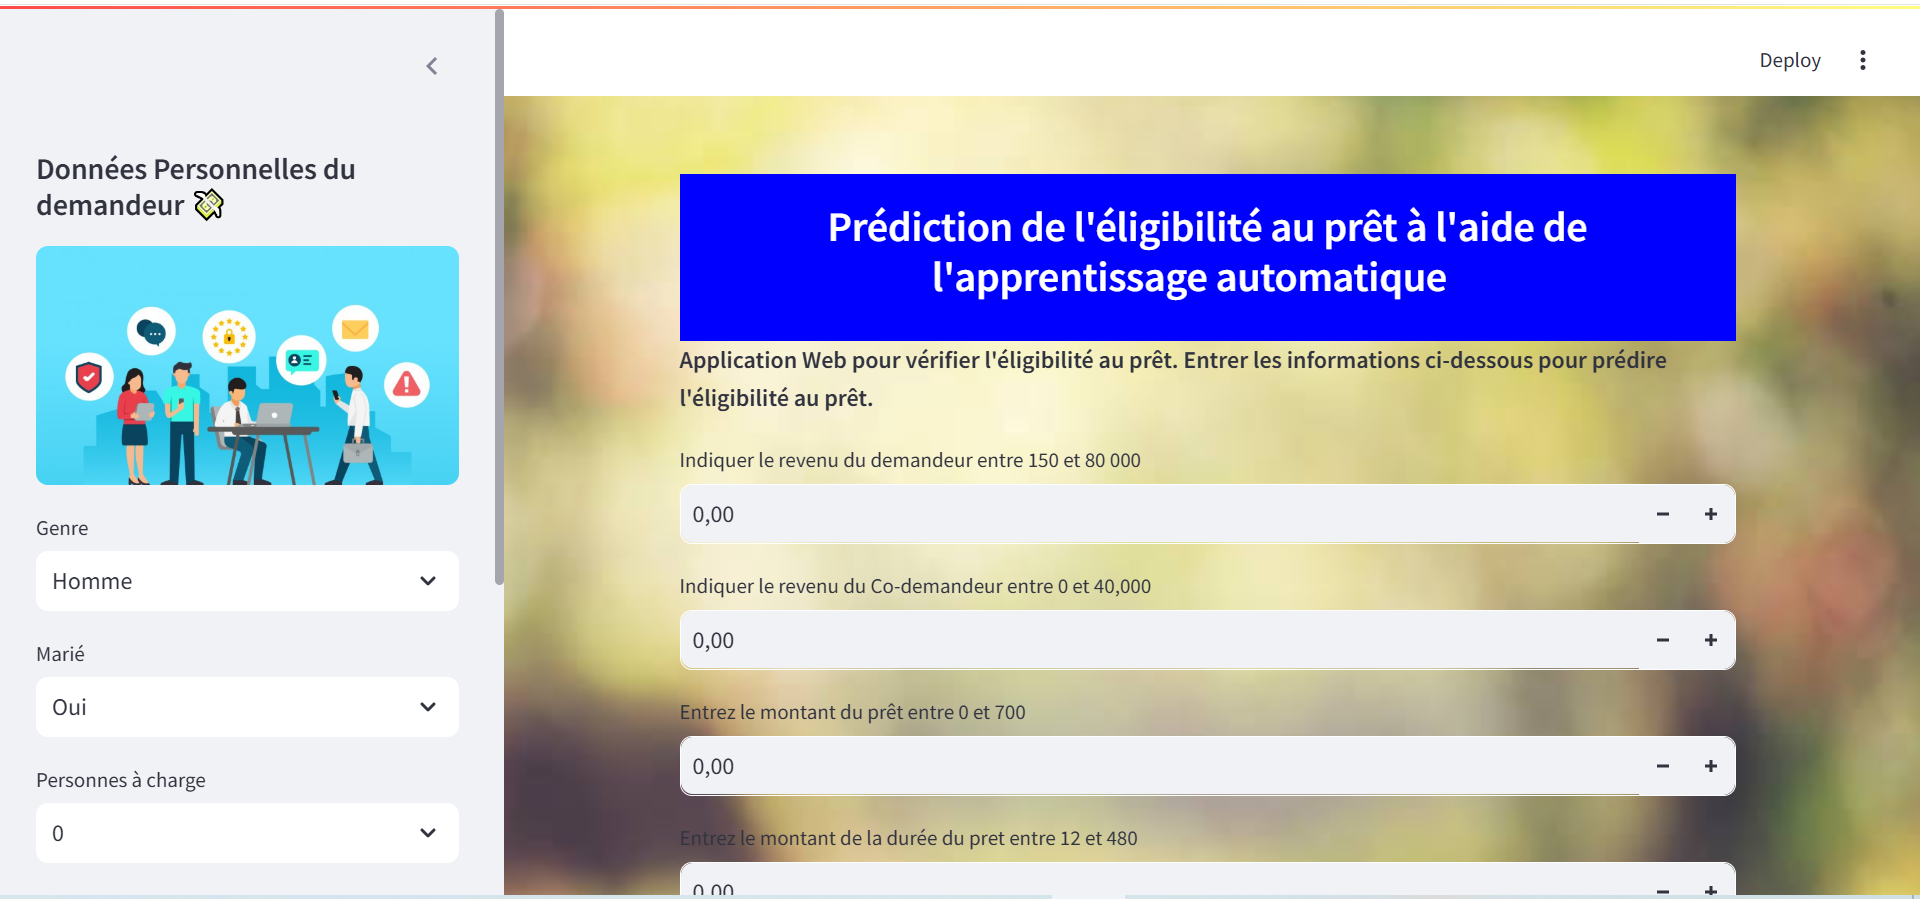 Deploy
Données Personnelles du
demandeur
Genre
Homme
Marié
Oui
Personnes à charge
0
Prédiction de l'éligibilité au prêt à l'aide de
l'apprentissage automatique
Application Web pour vérifier l'éligibilité au prêt. Entrer les informations ci-dessous pour prédire
l'éligibilité au prêt.
Indiquer le revenu du demandeur entre 150 et 80 000
0,00
Indiquer le revenu du Co-demandeur entre 0 et 40,000
0,00
Entrez le montant du prêt entre 0 et 700
0,00
Entrez le montant de la durée du pret entre 12 et 480
0,00